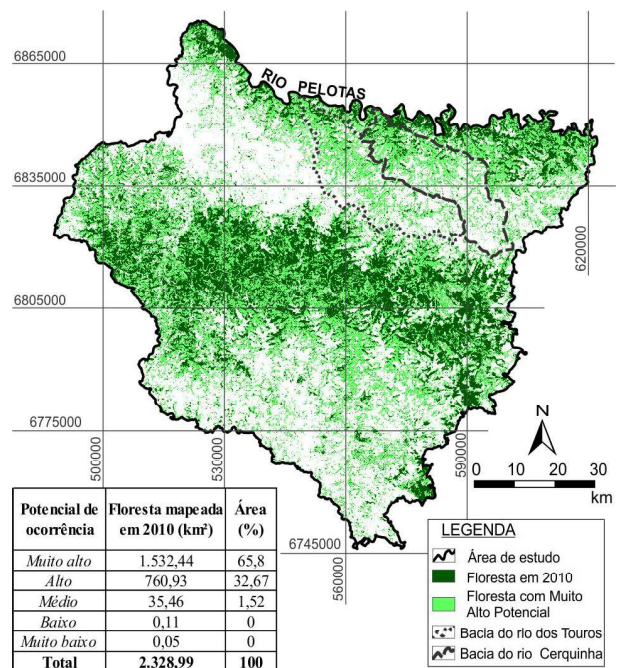 6865000
RIO PELOTAS
6835000
620000
6805000
6775000
500000
530000
590000
N
0 10 20 30
km
Potencial de ocorrência Floresta mapeada em 2010 (km²) Área (%)
Muito alto 1.532,44 65,8
Alto 760,93 32,67
Médio 35,46 1,52
Baixo 0,11 0
Muito baixo 0,05 0
Total 2.328,99 100
6745000
560000
LEGENDA
Área de estudo
Floresta em 2010
Floresta com Muito
Alto Potencial
Bacia do rio dos Touros
Bacia do rio Cerquinha